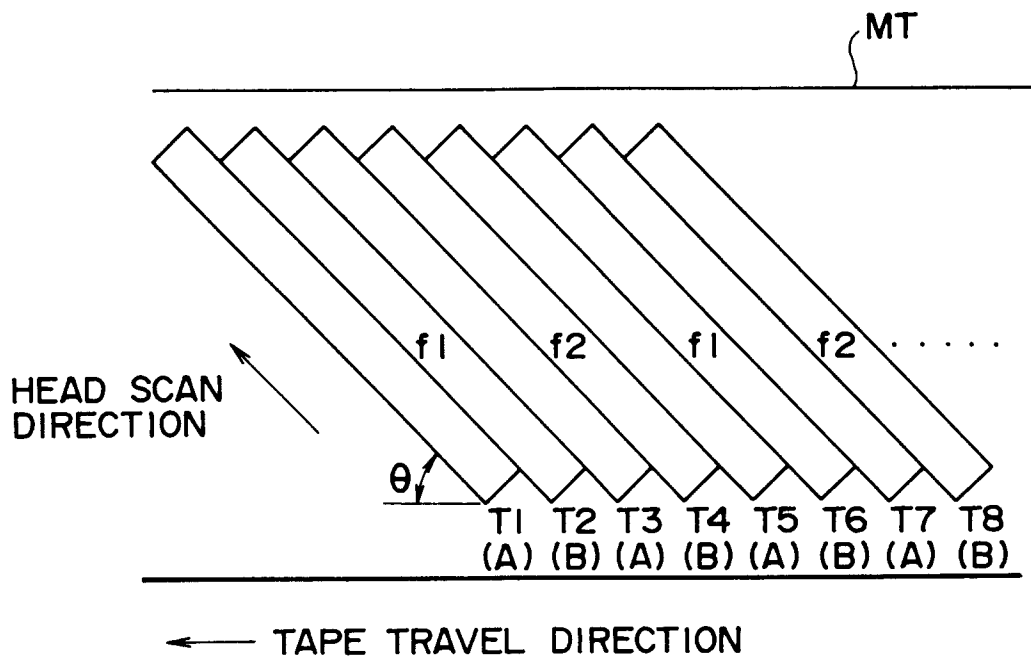 MT
f1 f2 f1 f2 .....
HEAD SCAN
DIRECTION
θ
T1 T2 T3 T4 T5 T6 T7 T8
(A) (B) (A) (B) (A) (B) (A) (B)
TAPE TRAVEL DIRECTION